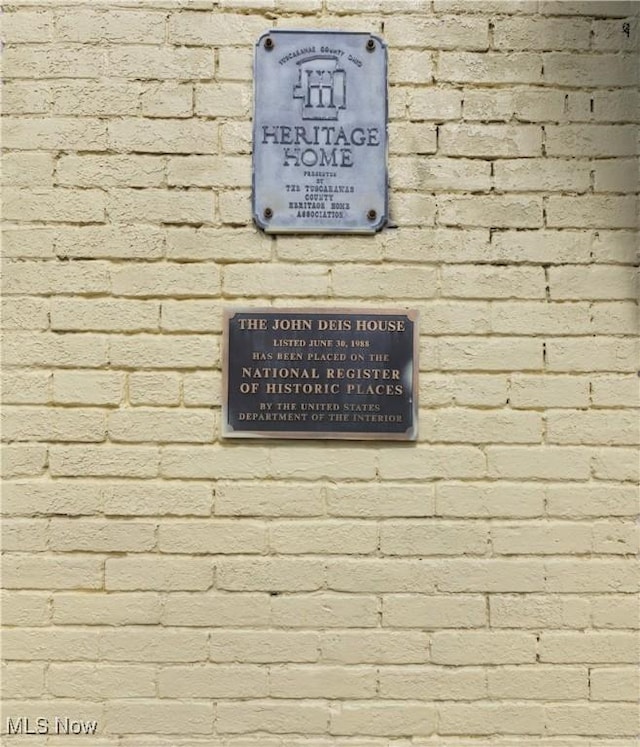 TUSCARAWAS COUNTY OHIO
HH
HERITAGE
HOME
PRESENTED
BY
THE TUSCARAWAS
COUNTY
HERITAGE HOME
ASSOCIATION
THE JOHN DEIS HOUSE
LISTED JUNE 30, 1988
HAS BEEN PLACED ON THE
NATIONAL REGISTER
OF HISTORIC PLACES
BY THE UNITED STATES
DEPARTMENT OF THE INTERIOR
MLS Now